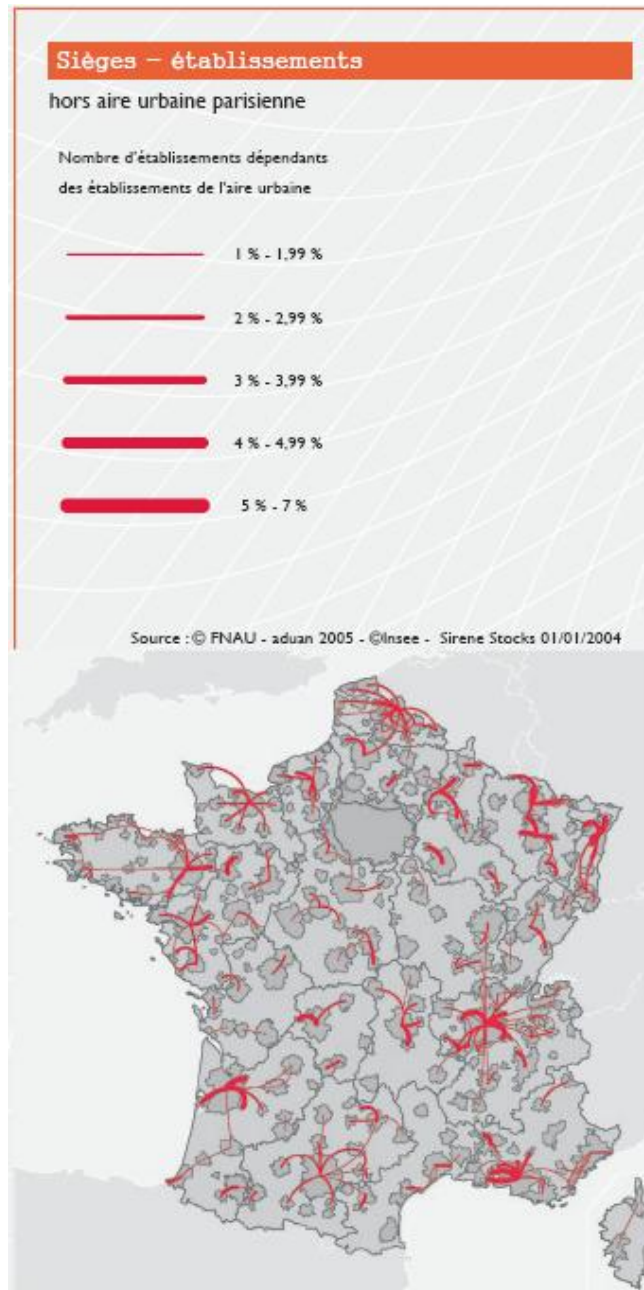 Sièges – établissements
hors aire urbaine parisienne
Nombre d'établissements dépendants
des établissements de l'aire urbaine
1 % - 1,99 %
2 % - 2,99 %
3 % - 3,99 %
4 % - 4,99 %
5 % - 7 %
Source : © FNAU - aduan 2005 - ©Insee - Sirene Stocks 01/01/2004